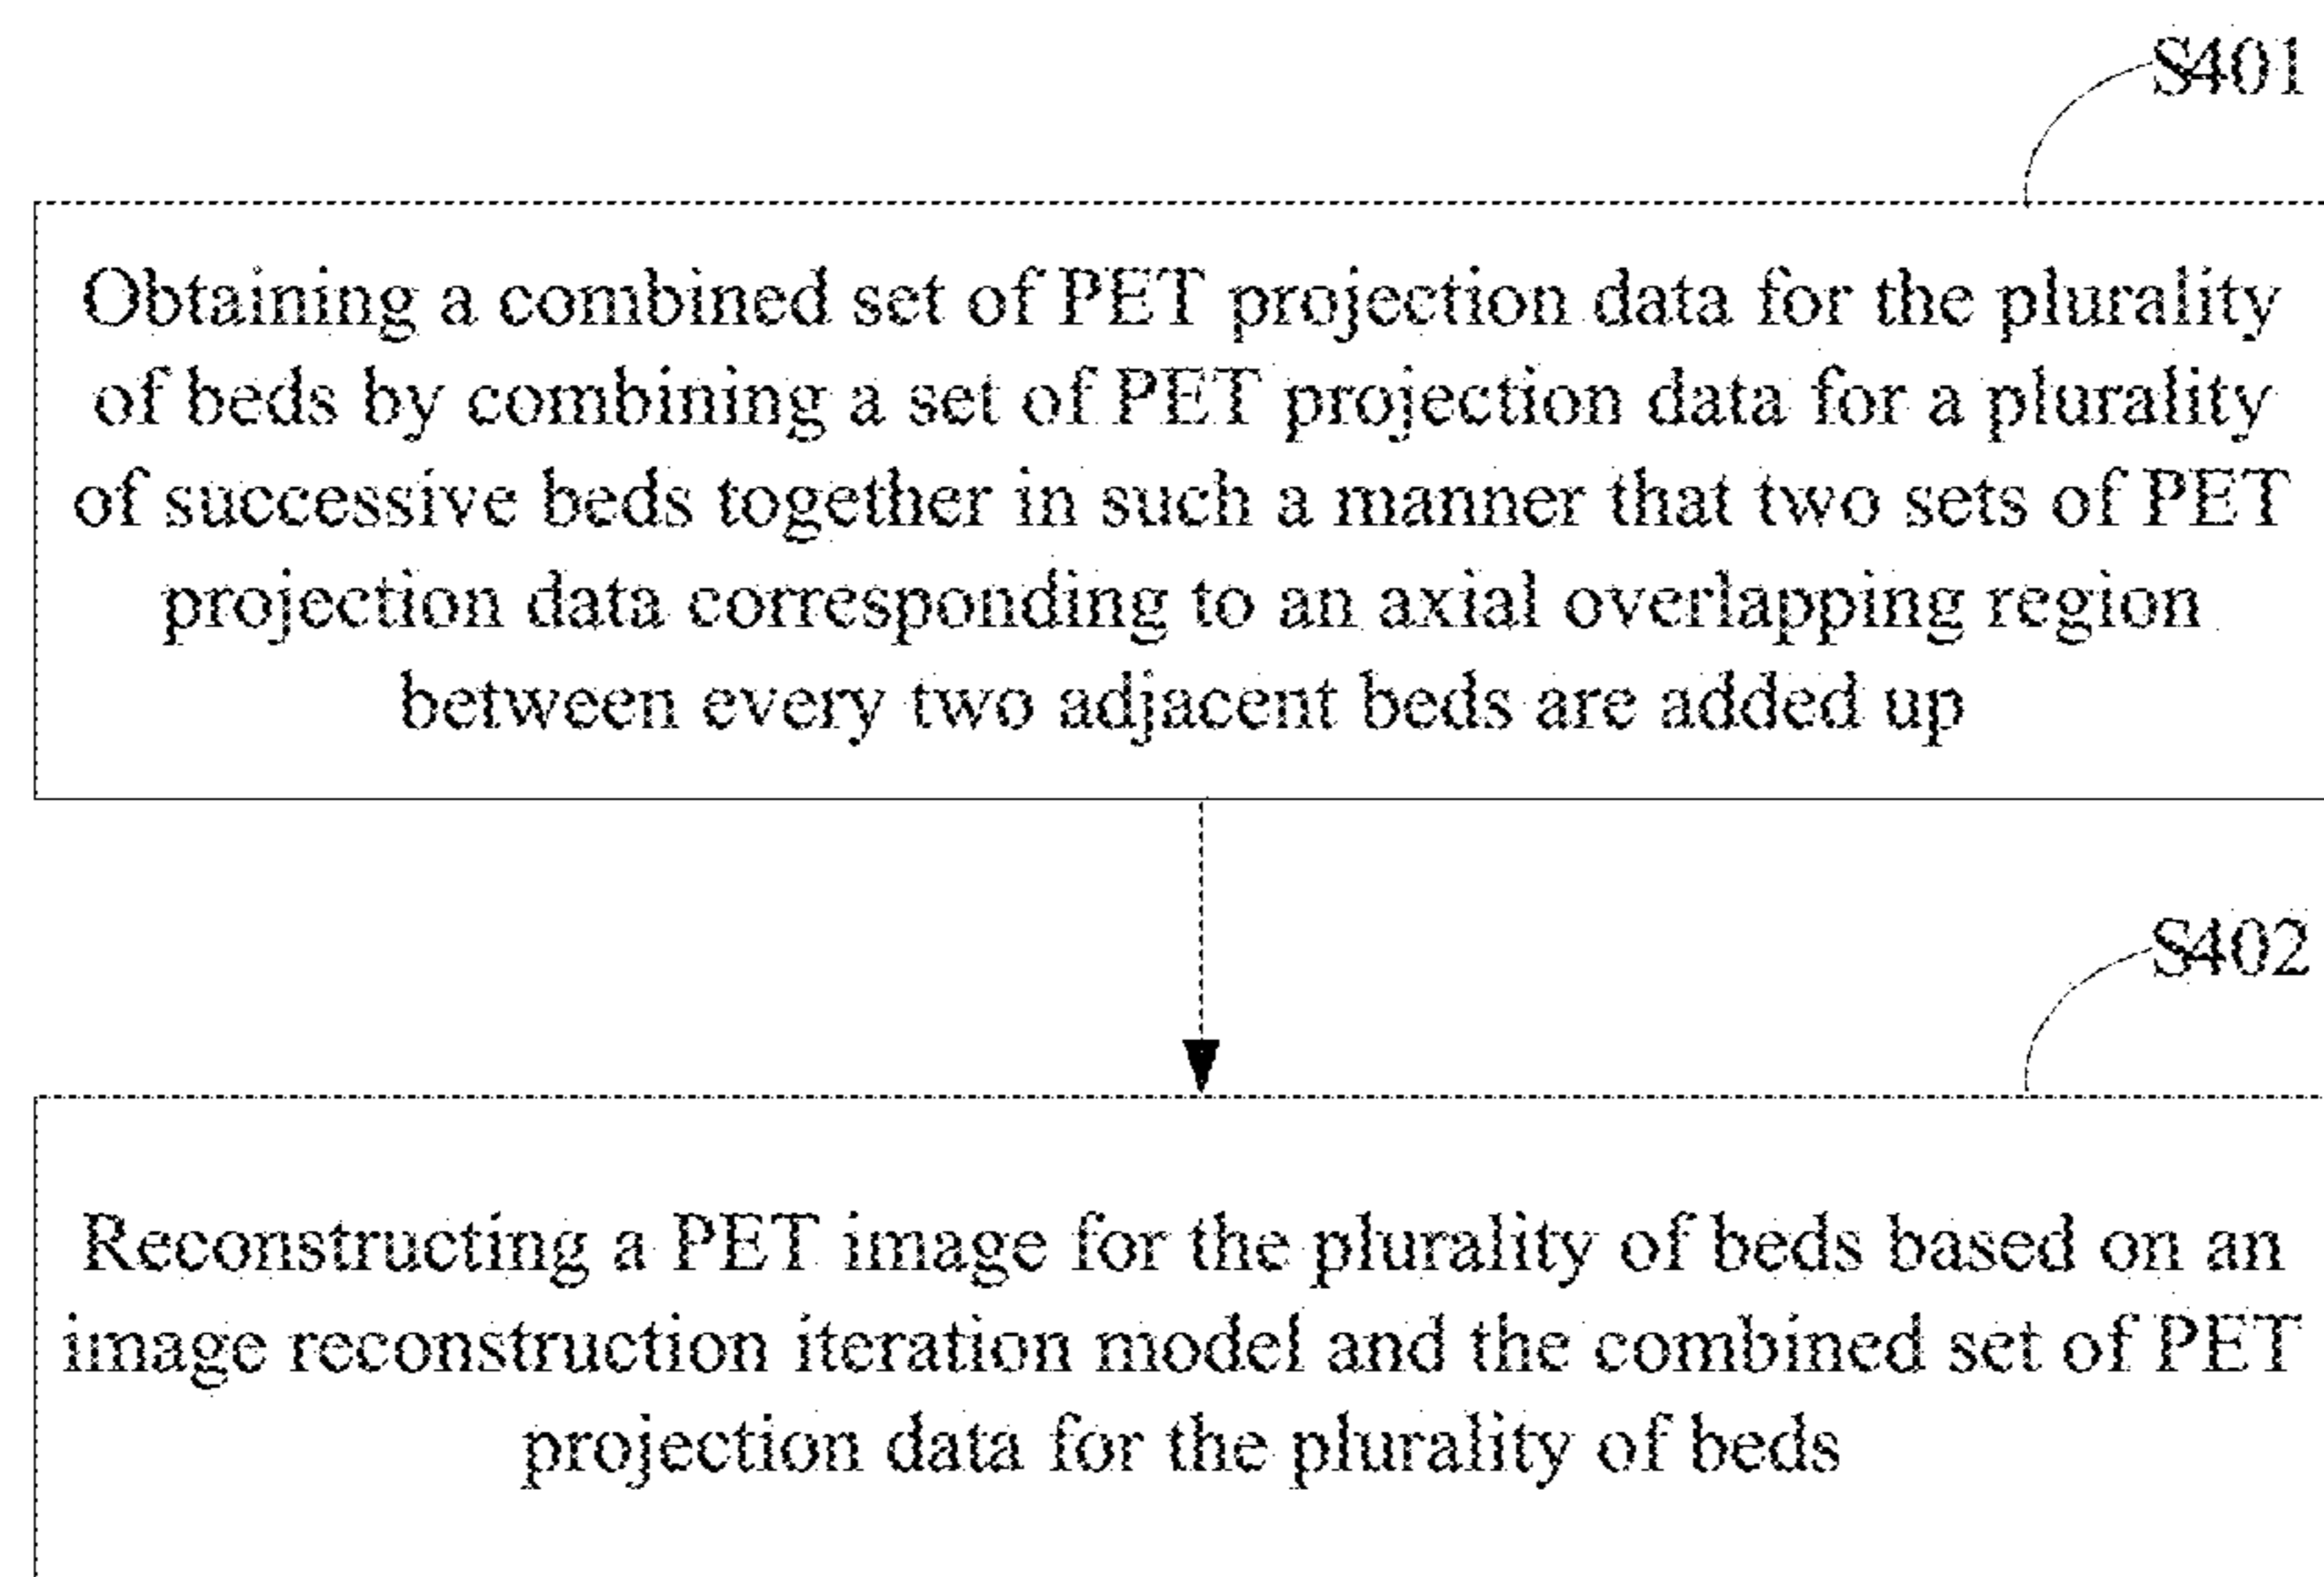 S401
Obtaining a combined set of PET projection data for the plurality
of beds by combining a set of PET projection data for a plurality
of successive beds together in such a manner that two sets of PET
projection data corresponding to an axial overlapping region
between every two adjacent beds are added up
S402
Reconstructing a PET image for the plurality of beds based on an
image reconstruction iteration model and the combined set of PET
projection data for the plurality of beds